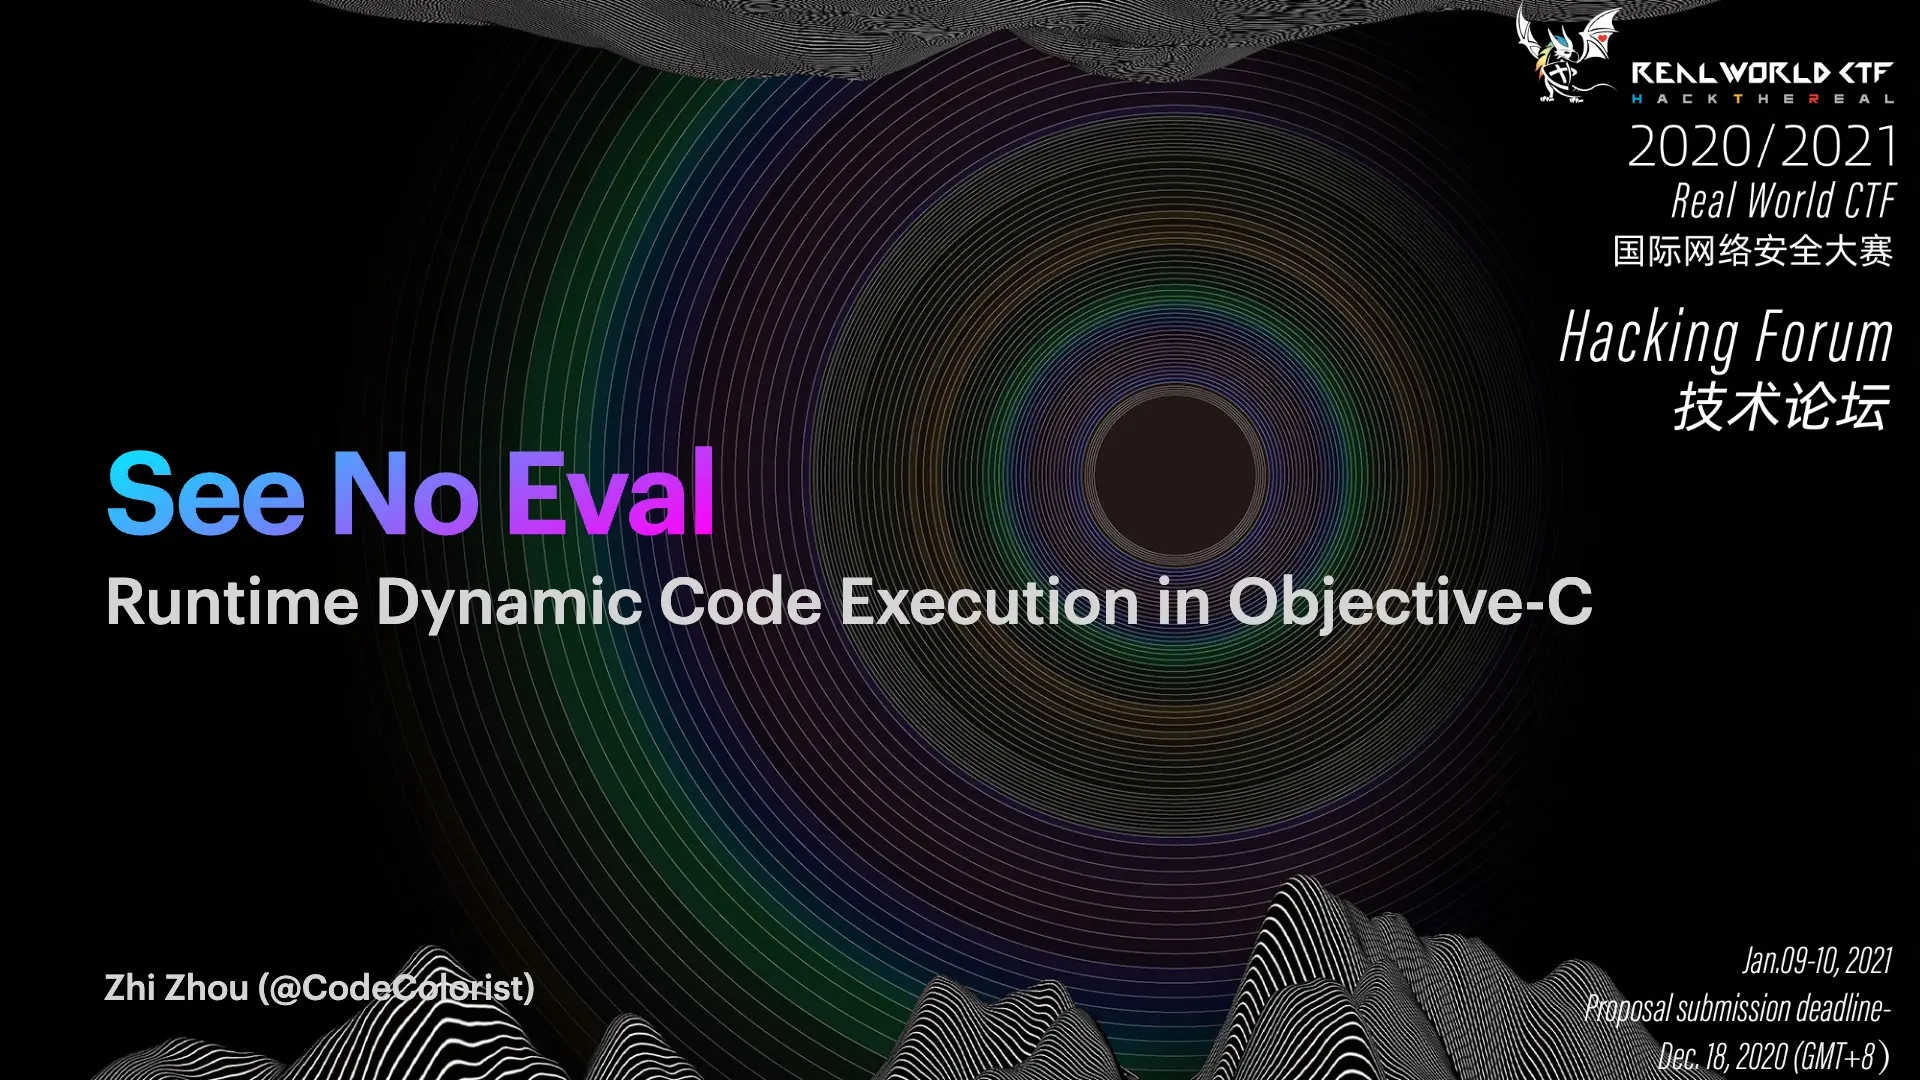 REAL WORLD CTF
HACKTHEREAL
2020/2021
Real World CTF
国际网络安全大赛
Hacking Forum
技术论坛
See No Eval
Runtime Dynamic Code Execution in Objective-C
Zhi Zhou (@CodeColorist)
Jan.09-10, 2021
Proposal submission deadline-
Dec. 18, 2020 (GMT+8)